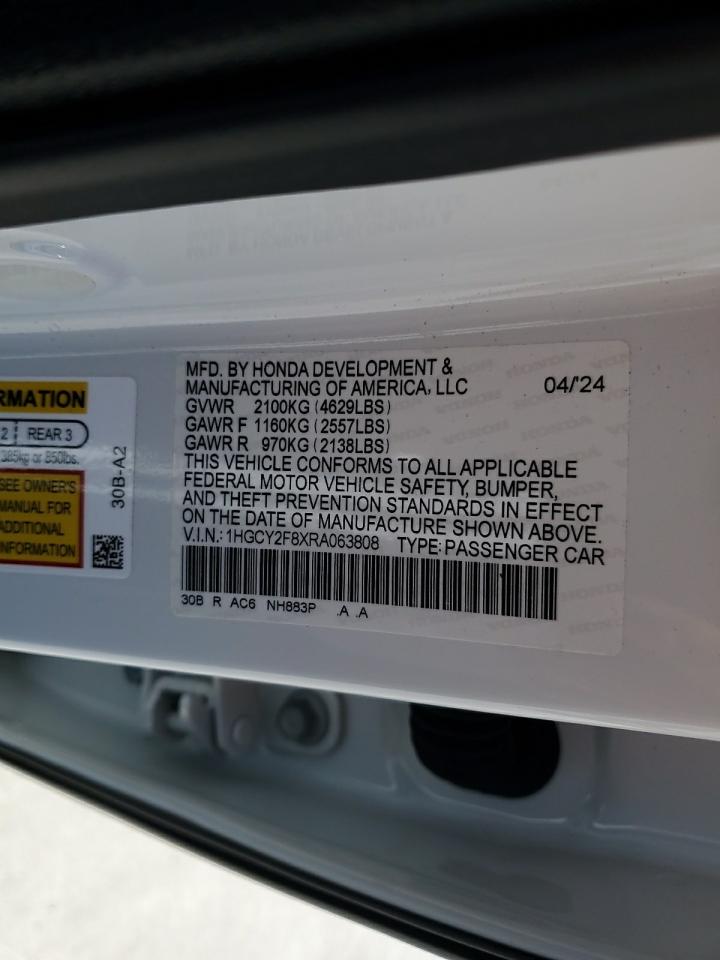 MFD. BY HONDA DEVELOPMENT &
MANUFACTURING OF AMERICA, LLC 04/'24
GVWR 2100KG (4629LBS)
GAWR F 1160KG (2557LBS)
GAWR R 970KG (2138LBS)
THIS VEHICLE CONFORMS TO ALL APPLICABLE
FEDERAL MOTOR VEHICLE SAFETY, BUMPER,
AND THEFT PREVENTION STANDARDS IN EFFECT
ON THE DATE OF MANUFACTURE SHOWN ABOVE.
V.I.N.: 1HGCY2F8XRA063808 TYPE: PASSENGER CAR
30B R AC6 NH883P .A .A
RMATION
2 REAR 3
385kg or 850lbs.
SEE OWNER'S
MANUAL FOR
ADDITIONAL
INFORMATION
30B-A2